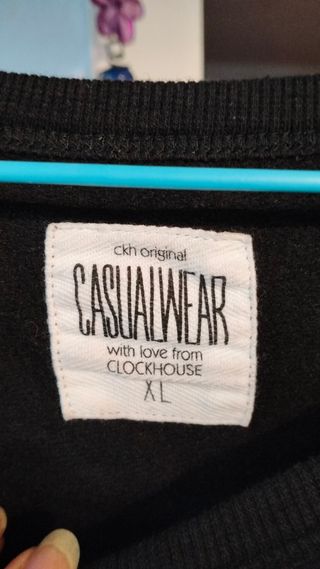 ckh original
CASUALWEAR
with love from
CLOCKHOUSE
XL